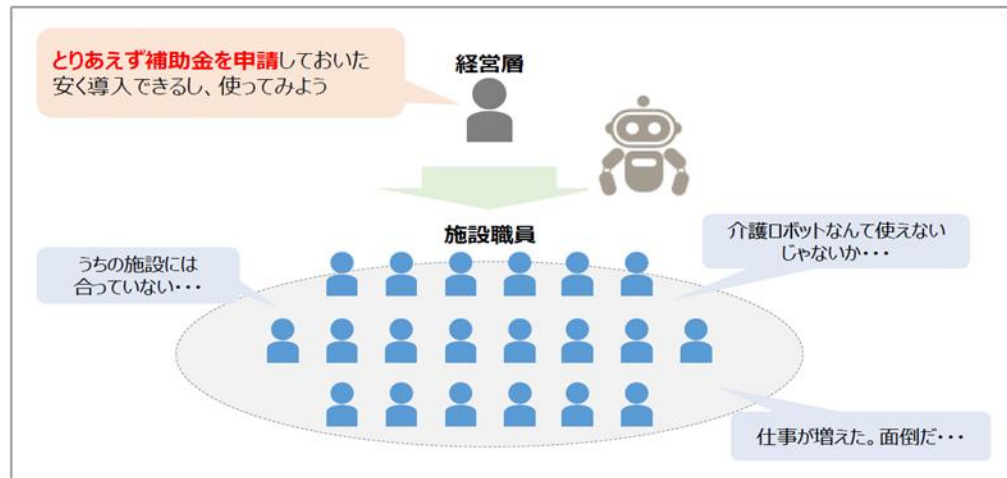 とりあえず補助金を申請しておいた
安く導入できるし、使ってみよう
経営層
施設職員
介護ロボットなんて使えない
じゃないか・・・
うちの施設には
合っていない・・・
仕事が増えた。面倒だ・・・